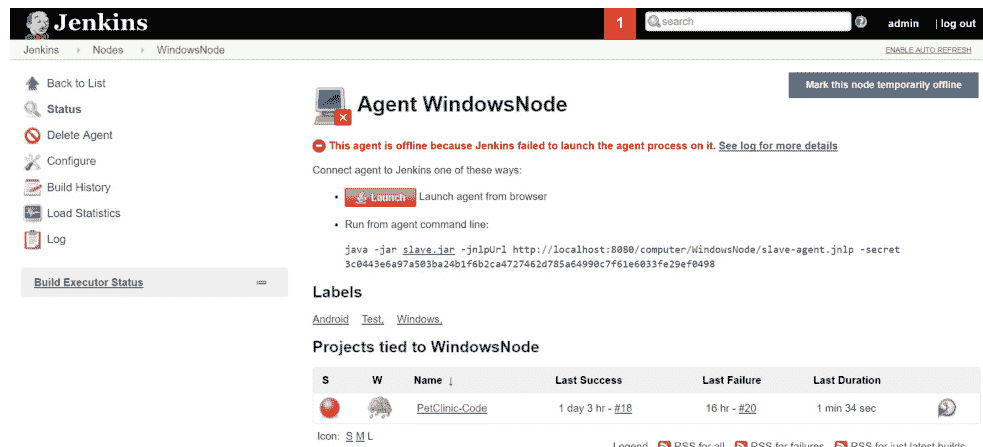 Jenkins
1
search
admin
| log out
Jenkins
Nodes
WindowsNode
ENABLE AUTO REFRESH
Back to List
Status
Delete Agent
Configure
Build History
Load Statistics
Log
Build Executor Status
Mark this node temporarily offline
Agent WindowsNode
This agent is offline because Jenkins failed to launch the agent process on it. See log for more details
Connect agent to Jenkins one of these ways:
Launch Launch agent from browser
Run from agent command line:
java -jar slave.jar -jnlpUrl http://localhost:8080/computer/WindowsNode/slave-agent.jnlp -secret
3c0443e6a97a503ba24b1f6b2ca4727462d785a64990c7f61e6033fe29ef0498
Labels
Android Test, Windows,
Projects tied to WindowsNode
S W Name ↓ Last Success Last Failure Last Duration
PetClinic-Code 1 day 3 hr - #18 16 hr - #20 1 min 34 sec
Icon: S M L
Legend RSS for all RSS for failures RSS for just latest builds